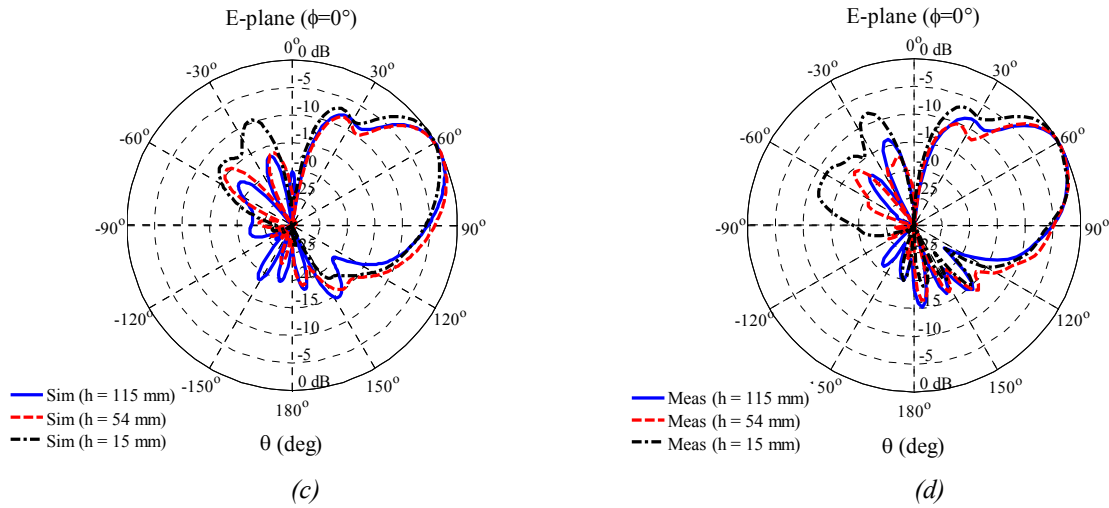 E-plane (ϕ=0°)
0° 0 dB
-30° 30°
-5
-10
-60° 60°
-90° 90°
-15
-10
-120° 120°
-5
-150° 0 dB 150°
180°
Sim (h = 115 mm)
Sim (h = 54 mm)
Sim (h = 15 mm)
θ (deg)
(c)
E-plane (ϕ=0°)
0° 0 dB
-30° 30°
-5
-10
-60° 60°
-90° 90°
-15
-10
-120° 120°
-5
-150° 0 dB 150°
180°
Meas (h = 115 mm)
Meas (h = 54 mm)
Meas (h = 15 mm)
θ (deg)
(d)